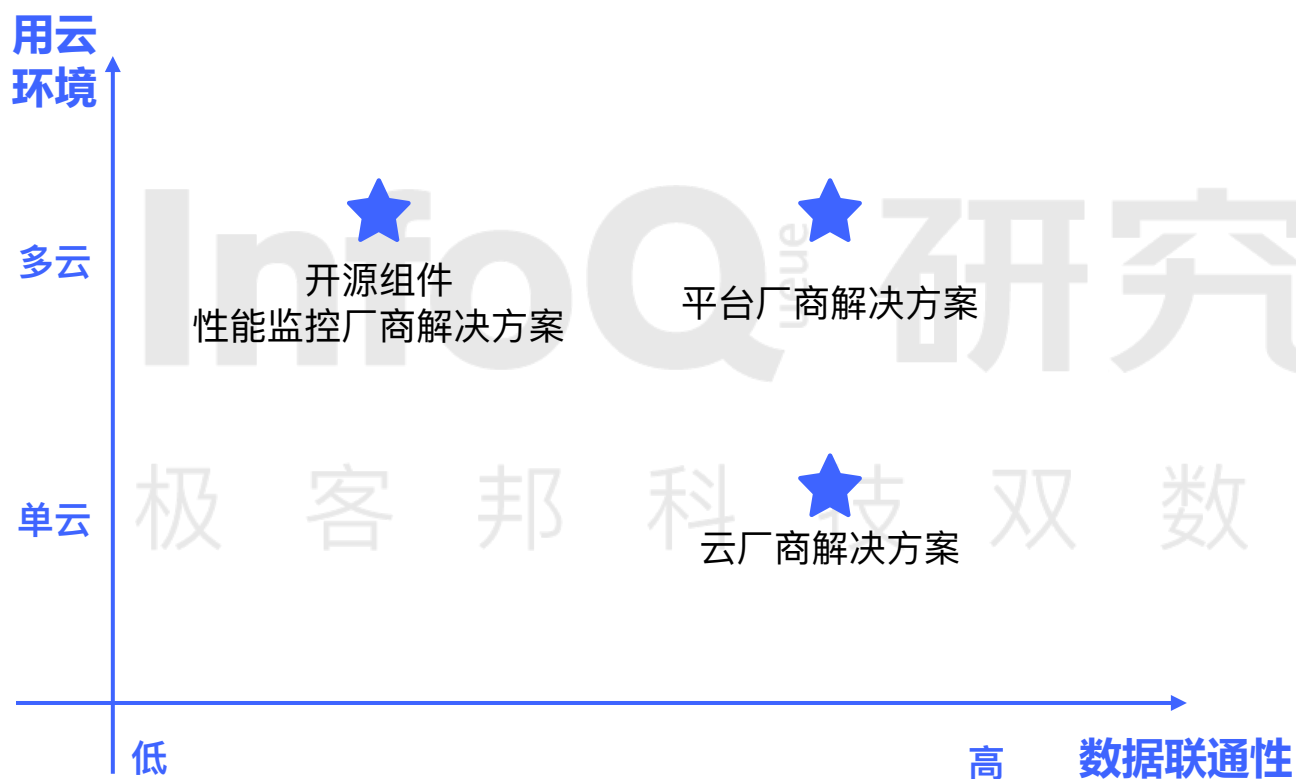 用云
环境
多云
开源组件
性能监控厂商解决方案
平台厂商解决方案
单云
云厂商解决方案
低
高
数据联通性
InfoQ
ueue
研究
极客邦科技双数